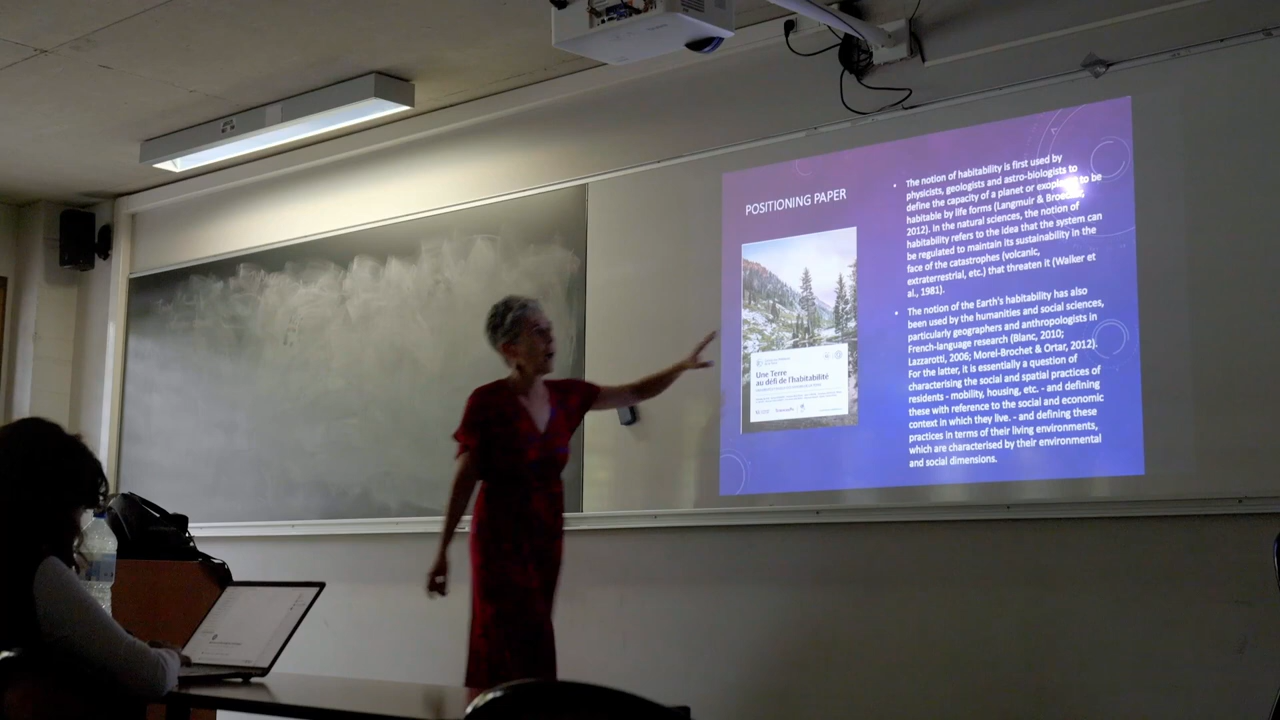 POSITIONING PAPER
Une Terre
au défi de l'habitabilité
• The notion of habitability is first used by
physicists, geologists and astro-biologists to
define the capacity of a planet or to be
habitable by life forms (Langmuir &
2012). In the natural sciences, the notion of
habitability refers to the idea that the system can
be regulated to maintain its sustainability in the
face of the catastrophes (volcanic,
extraterrestrial, etc.) that threaten it (Walker et
al., 1981).
• The notion of the Earth's habitability has also
been used by the humanities and social sciences,
particularly geographers and anthropologists in
French-language research (Blanc, 2010;
Lazzarotti, 2006; Morel-Brochet & Ortar, 2012).
For the latter, it is essentially a question of
characterising the social and spatial practices of
residents - mobility, housing, etc. - and defining
these with reference to the social and economic
context in which they live. - and defining these
practices in terms of their living environments,
which are characterised by their environmental
and social dimensions.